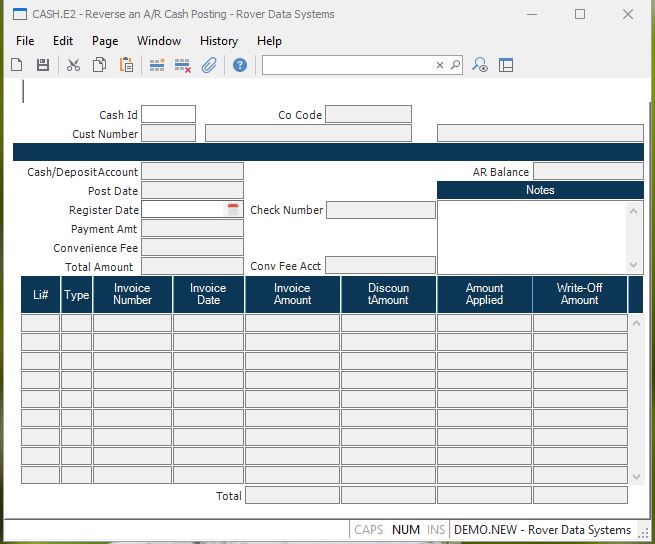 CASH.E2 - Reverse an A/R Cash Posting - Rover Data Systems
File Edit Page Window History Help
Cash Id
Co Code
Cust Number
Cash/DepositAccount
AR Balance
Post Date
Notes
Register Date
Check Number
Payment Amt
Convenience Fee
Total Amount
Conv Fee Acct
Li# Type Invoice Number Invoice Date Invoice Amount Discoun tAmount Amount Applied Write-Off Amount
Total
CAPS NUM INS DEMO.NEW - Rover Data Systems